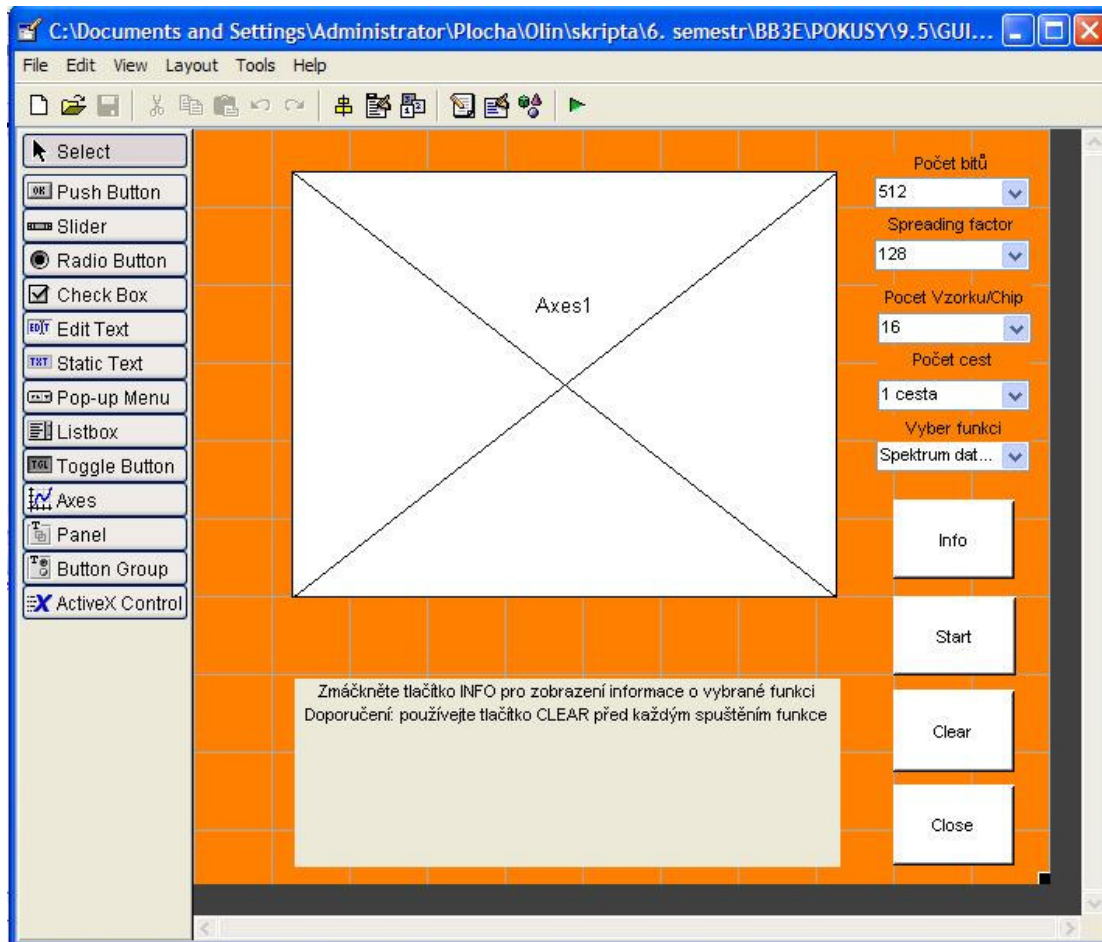 C:\Documents and Settings\Administrator\Plocha\Olin\skripta\6. semestr\BB3E\POKUSY\9.5\GUI...
File Edit View Layout Tools Help
Select
OK Push Button
Slider
Radio Button
Check Box
EDIT Edit Text
TXT Static Text
Pop-up Menu
Listbox
TGL Toggle Button
Axes
Panel
Button Group
ActiveX Control
Axes1
Počet bitů
512
Spreading factor
128
Pocet Vzorku/Chip
16
Počet cest
1 cesta
Vyber funkci
Spektrum dat...
Info
Start
Clear
Close
Zmáčkněte tlačítko INFO pro zobrazení informace o vybrané funkci
Doporučení: používejte tlačítko CLEAR před každým spuštěním funkce